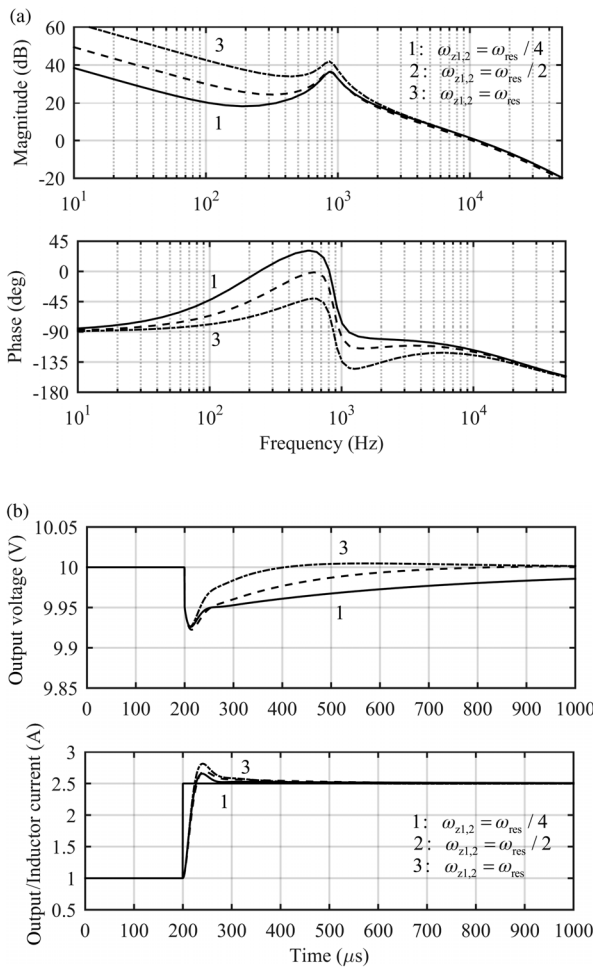 (a)
Magnitude (dB)
60
40
20
0
-20
3
1
1: ω_z1,2 = ω_res / 4
2: ω_z1,2 = ω_res / 2
3: ω_z1,2 = ω_res
10^1 10^2 10^3 10^4
Phase (deg)
45
0
-45
-90
-135
-180
1
3
10^1 10^2 10^3 10^4
Frequency (Hz)
(b)
Output voltage (V)
10.05
10
9.95
9.9
9.85
3
1
0 100 200 300 400 500 600 700 800 900 1000
Output/Inductor current (A)
3
2.5
2
1.5
1
0.5
3
1
1: ω_z1,2 = ω_res / 4
2: ω_z1,2 = ω_res / 2
3: ω_z1,2 = ω_res
0 100 200 300 400 500 600 700 800 900 1000
Time (μs)